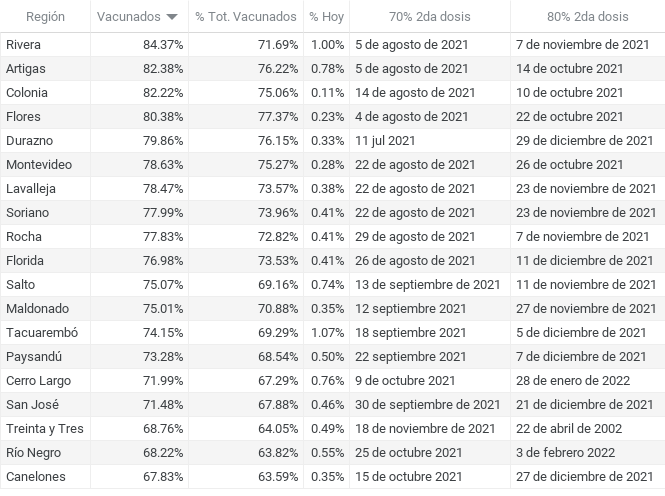 Región Vacunados % Tot. Vacunados % Hoy 70% 2da dosis 80% 2da dosis
Rivera 84.37% 71.69% 1.00% 5 de agosto de 2021 7 de noviembre de 2021
Artigas 82.38% 76.22% 0.78% 5 de agosto de 2021 14 de octubre 2021
Colonia 82.22% 75.06% 0.11% 14 de agosto de 2021 10 de octubre 2021
Flores 80.38% 77.37% 0.23% 4 de agosto de 2021 22 de octubre 2021
Durazno 79.86% 76.15% 0.33% 11 jul 2021 29 de diciembre de 2021
Montevideo 78.63% 75.27% 0.28% 22 de agosto de 2021 26 de octubre 2021
Lavalleja 78.47% 73.57% 0.38% 22 de agosto de 2021 23 de noviembre de 2021
Soriano 77.99% 73.96% 0.41% 22 de agosto de 2021 23 de noviembre de 2021
Rocha 77.83% 72.82% 0.41% 29 de agosto de 2021 7 de noviembre de 2021
Florida 76.98% 73.53% 0.41% 26 de agosto de 2021 11 de diciembre de 2021
Salto 75.07% 69.16% 0.74% 13 de septiembre de 2021 11 de noviembre de 2021
Maldonado 75.01% 70.88% 0.35% 12 septiembre 2021 27 de noviembre de 2021
Tacuarembó 74.15% 69.29% 1.07% 18 septiembre 2021 5 de diciembre de 2021
Paysandú 73.28% 68.54% 0.50% 22 septiembre 2021 7 de diciembre de 2021
Cerro Largo 71.99% 67.29% 0.76% 9 de octubre 2021 28 de enero de 2022
San José 71.48% 67.88% 0.46% 30 de septiembre de 2021 21 de diciembre de 2021
Treinta y Tres 68.76% 64.05% 0.49% 18 de noviembre de 2021 22 de abril de 2002
Río Negro 68.22% 63.82% 0.55% 25 de octubre 2021 3 de febrero 2022
Canelones 67.83% 63.59% 0.35% 15 de octubre 2021 27 de diciembre de 2021